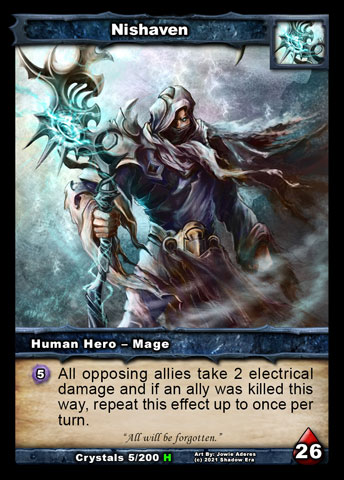 Nishaven
Human Hero – Mage
5 All opposing allies take 2 electrical
damage and if an ally was killed this
way, repeat this effect up to once per
turn.
"All will be forgotten."
Crystals 5/200 H
Art By: Jowie Aderes
(c) 2021 Shadow Era
26